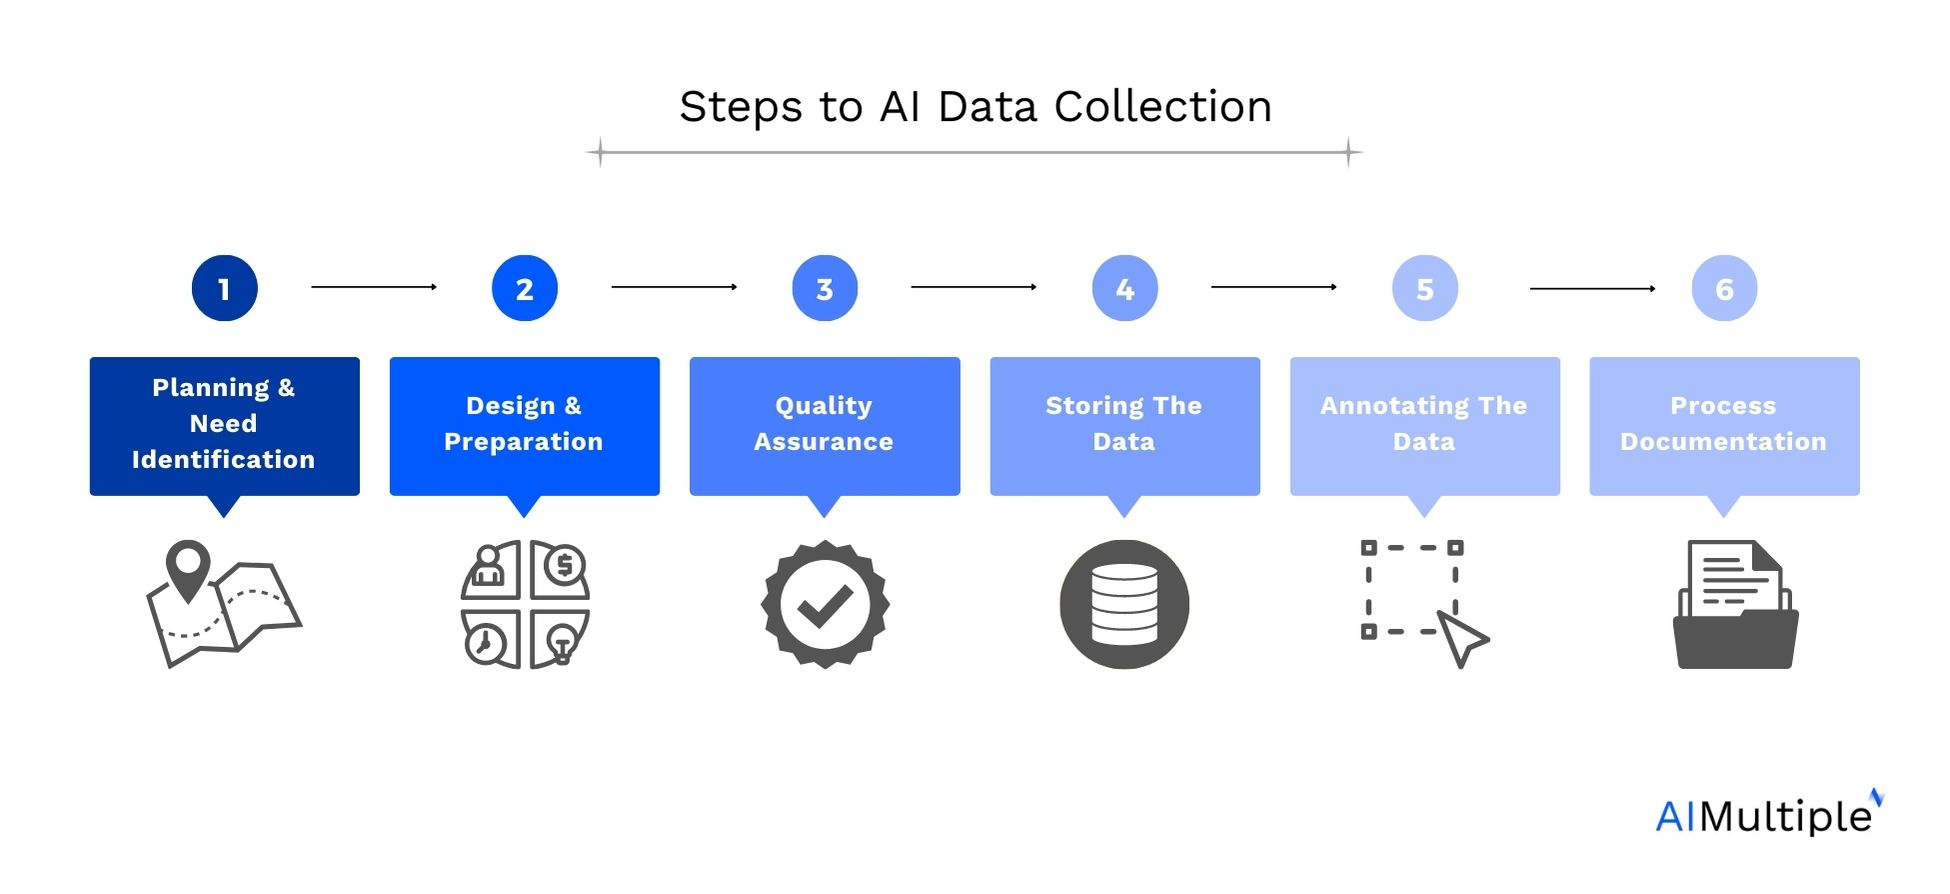 Steps to AI Data Collection
1
2
3
4
5
6
Planning &
Need
Identification
Design &
Preparation
Quality
Assurance
Storing The
Data
Annotating The
Data
Process
Documentation
$
AIMultiple